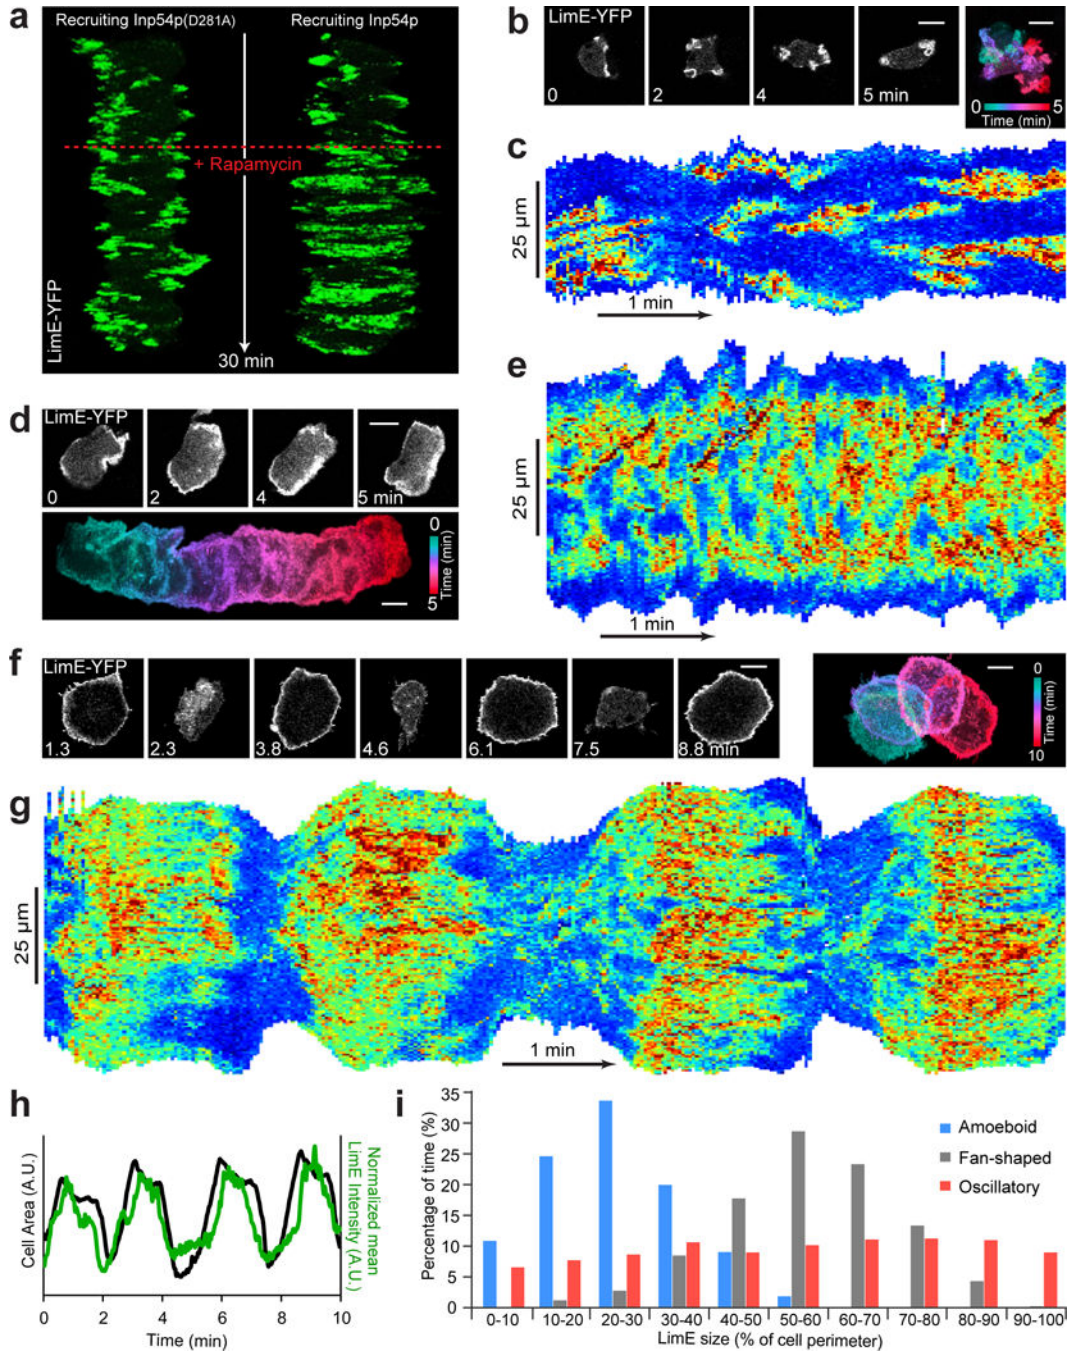 a
Recruiting Inp54p(D281A)
Recruiting Inp54p
+ Rapamycin
LimE-YFP
30 min
b
LimE-YFP
0
2
4
5 min
0
5
Time (min)
c
25 µm
1 min
d
LimE-YFP
0
2
4
5 min
0
Time (min)
5
e
25 µm
1 min
f
LimE-YFP
1.3
2.3
3.8
4.6
6.1
7.5
8.8 min
0
Time (min)
10
g
25 µm
1 min
h
Cell Area (A.U.)
Normalized mean
LimE Intensity (A.U.)
0
2
4
6
8
10
Time (min)
i
Percentage of time (%)
35
30
25
20
15
10
5
0
Amoeboid
Fan-shaped
Oscillatory
0-10
10-20
20-30
30-40
40-50
50-60
60-70
70-80
80-90
90-100
LimE size (% of cell perimeter)